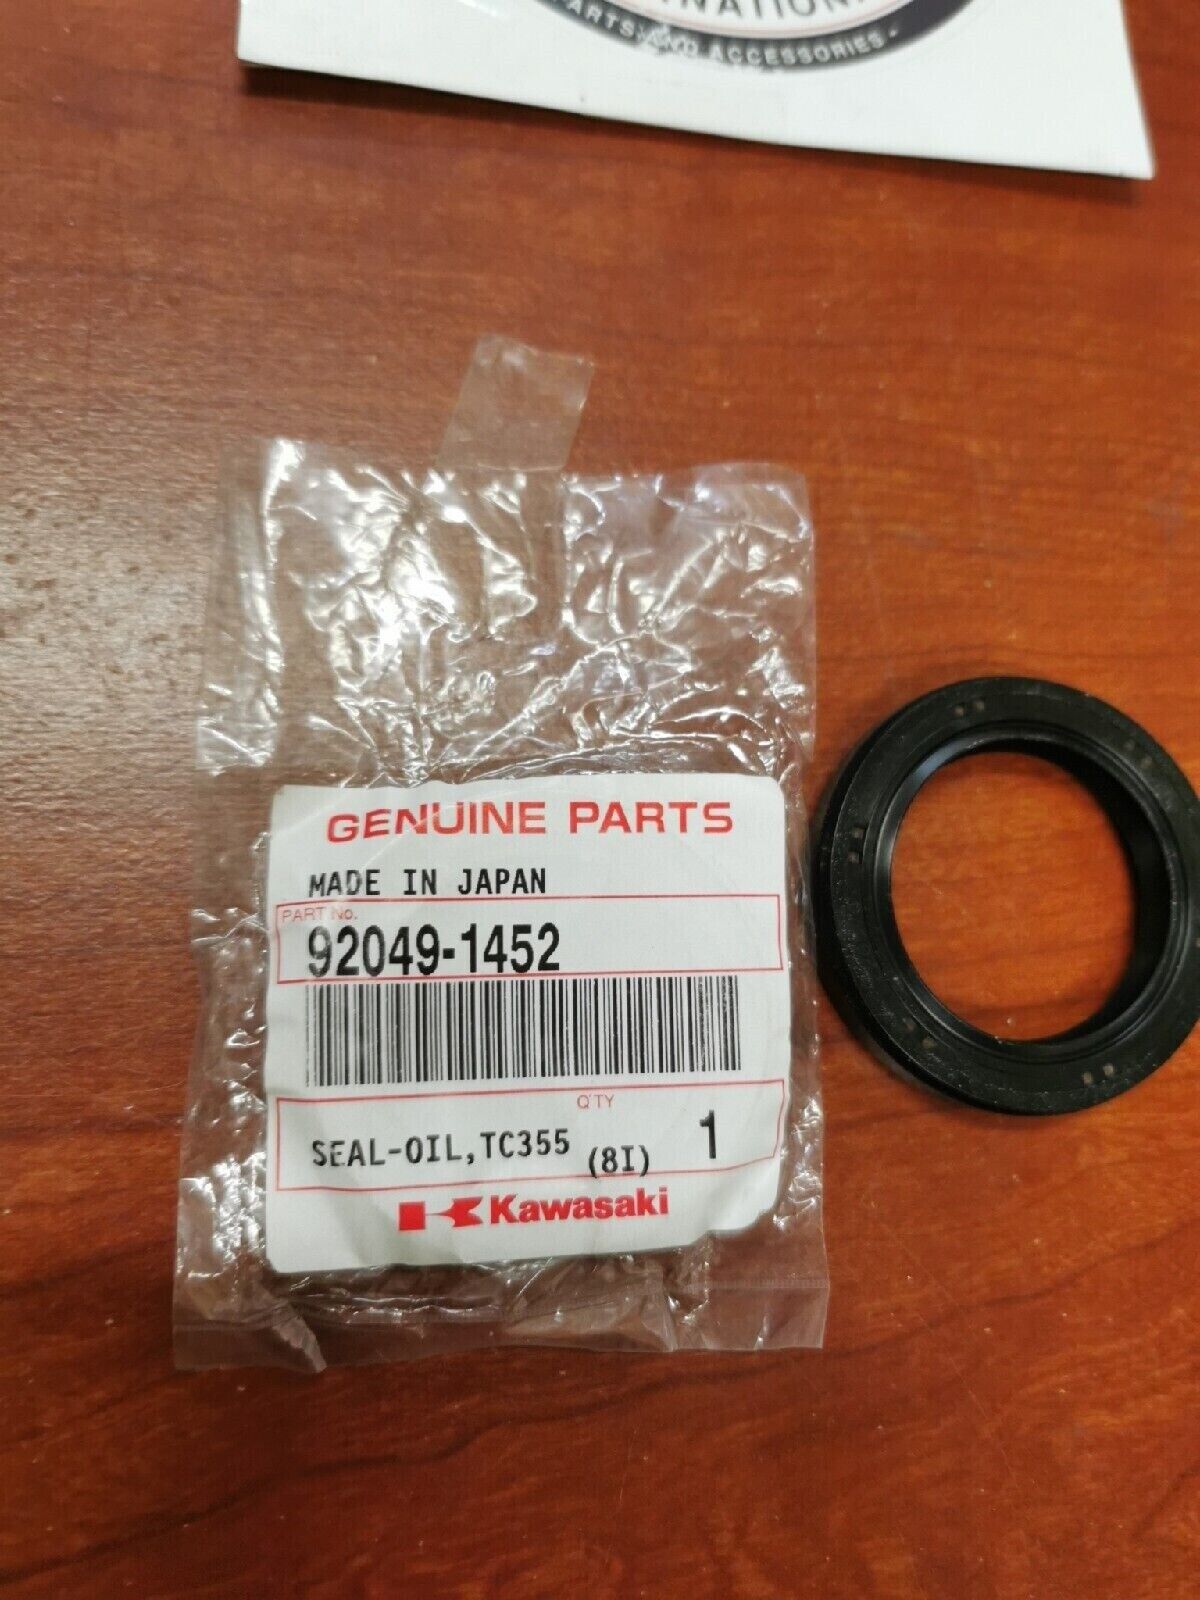 NATION
PARTS AND ACCESSORIES
GENUINE PARTS
MADE IN JAPAN
PART No.
92049-1452
Q'TY
SEAL-OIL,TC355 (8I) 1
Kawasaki